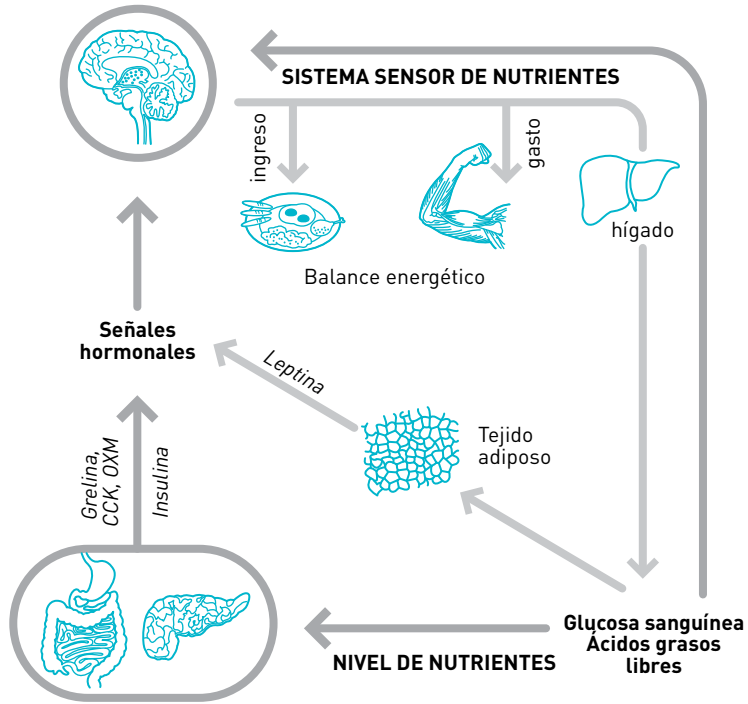 SISTEMA SENSOR DE NUTRIENTES
ingreso
gasto
hígado
Balance energético
Señales
hormonales
Leptina
Tejido
adiposo
Grelina,
CCK, OXM
Insulina
Glucosa sanguínea
Ácidos grasos
libres
NIVEL DE NUTRIENTES